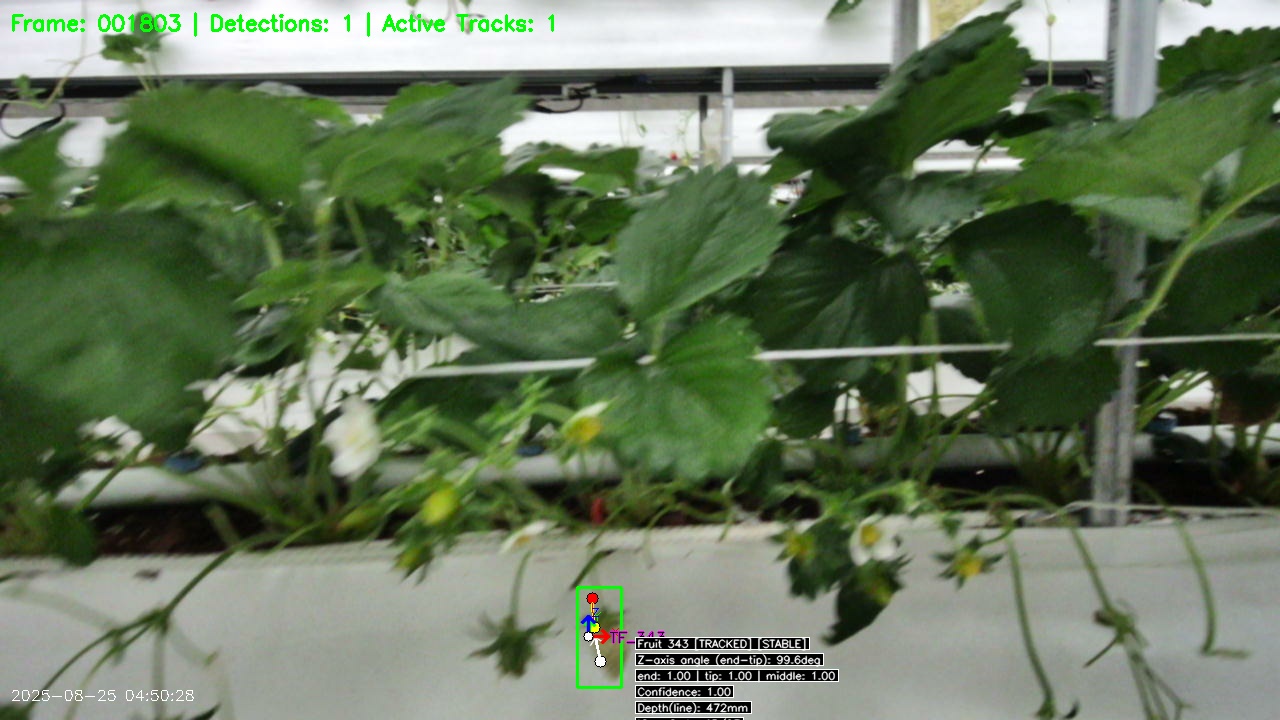 Frame: 001803 | Detections: 1 | Active Tracks: 1
TF_343
Fruit 343 [TRACKED] [STABLE]
Z-axis angle (end-tip): 99.6deg
end: 1.00 | tip: 1.00 | middle: 1.00
Confidence: 1.00
Depth(line): 472mm
2025-08-25 04:50:28